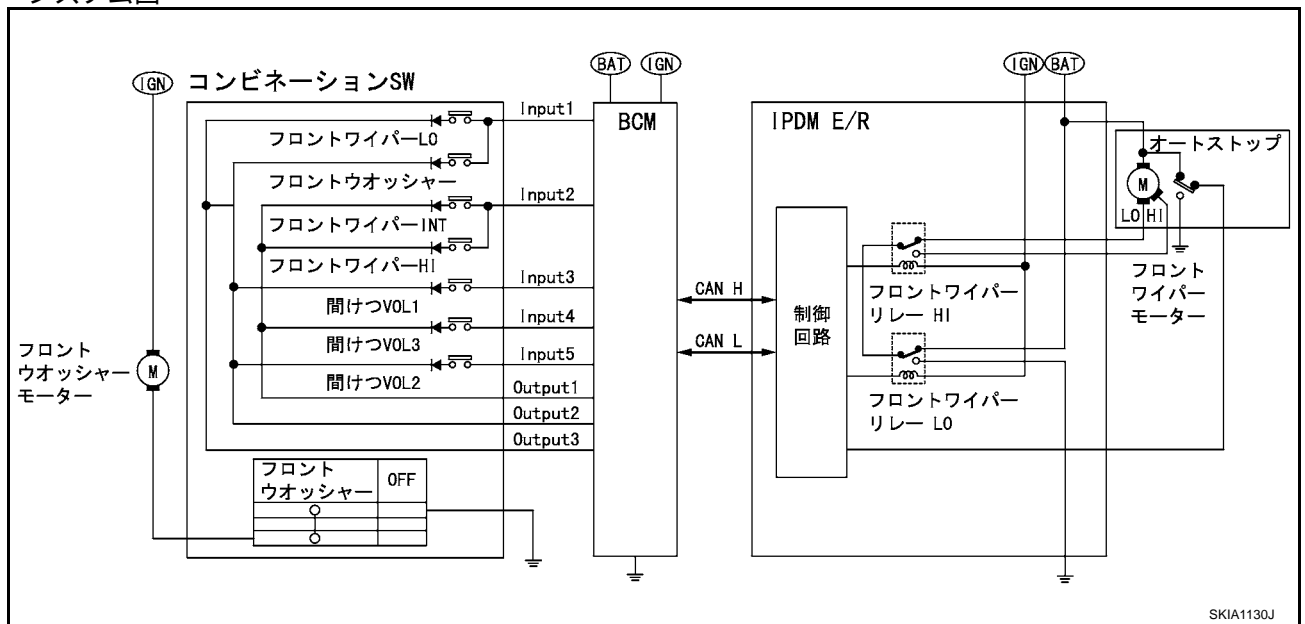 システム図
IGN
コンビネーションSW
フロントワイパーLO
フロントウオッシャー
フロントワイパーINT
フロントワイパーHI
間けつVOL1
間けつVOL3
間けつVOL2
フロント
ウオッシャー
モーター
M
フロント
ウオッシャー
OFF
Input1
Input2
Input3
Input4
Input5
Output1
Output2
Output3
BAT
IGN
BCM
CAN H
CAN L
IPDM E/R
制御
回路
IGN
BAT
フロントワイパー
リレー HI
フロントワイパー
リレー LO
オートストップ
M
LO HI
フロント
ワイパー
モーター
SKIA1130J